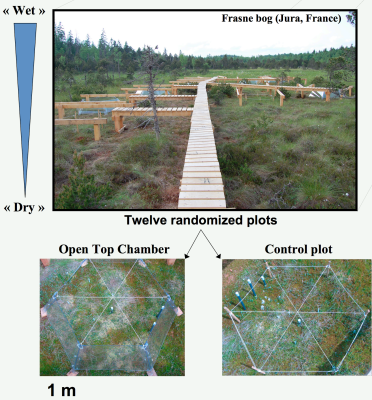 « Wet »
Frasne bog (Jura, France)
« Dry »
Twelve randomized plots
Open Top Chamber
Control plot
1 m